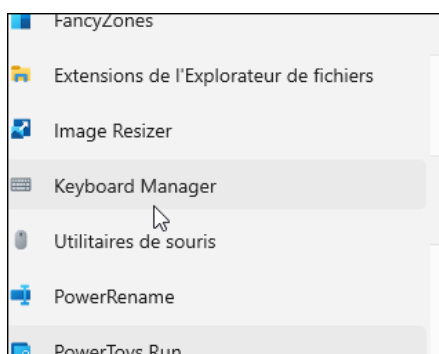 FancyZones
Extensions de l'Explorateur de fichiers
Image Resizer
Keyboard Manager
Utilitaires de souris
PowerRename
PowerToys Run